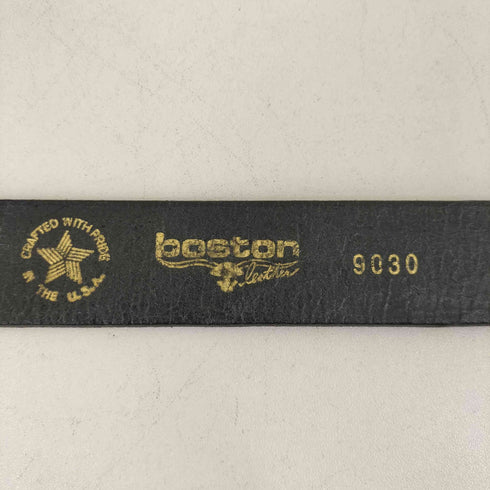 CRAFTED WITH PRIDE
IN THE U.S.A.
boston
leather
9030